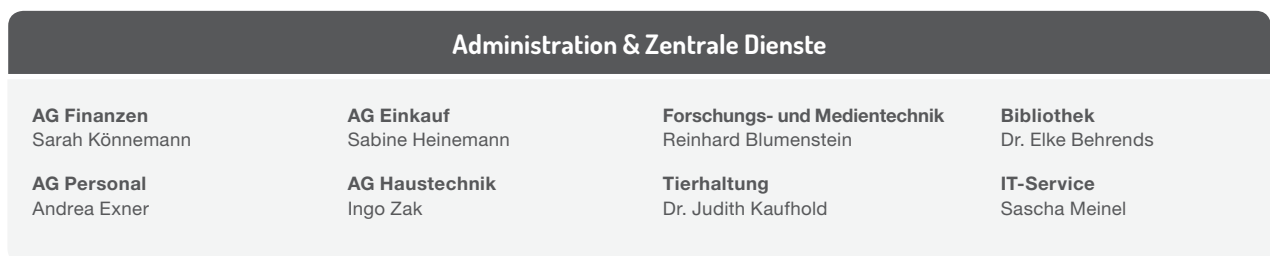 Administration & Zentrale Dienste
AG Finanzen
Sarah Könnemann
AG Personal
Andrea Exner
AG Einkauf
Sabine Heinemann
AG Haustechnik
Ingo Zak
Forschungs- und Medientechnik
Reinhard Blumenstein
Tierhaltung
Dr. Judith Kaufhold
Bibliothek
Dr. Elke Behrends
IT-Service
Sascha Meinel